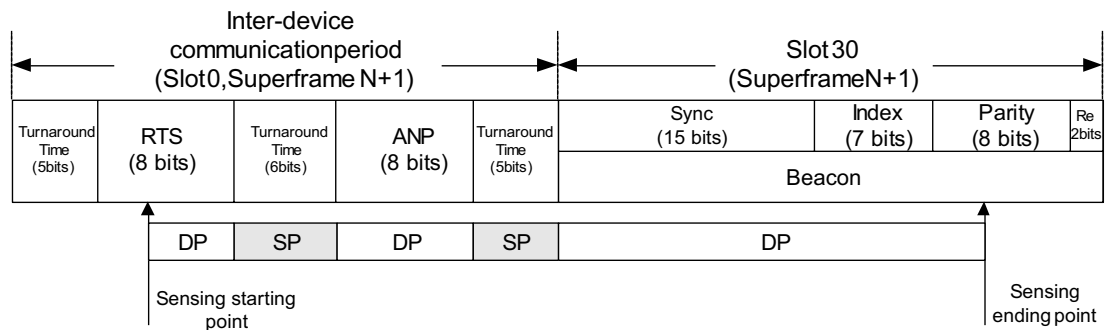 Inter-device
communicationperiod
(Slot0,Superframe N+1)
Slot30
(SuperframeN+1)
Turnaround
Time
(5bits)
RTS
(8 bits)
Turnaround
Time
(6bits)
ANP
(8 bits)
Turnaround
Time
(5bits)
Sync
(15 bits)
Index
(7 bits)
Parity
(8 bits)
Re
2bits)
Beacon
DP
SP
DP
SP
DP
Sensing starting
point
Sensing
ending point